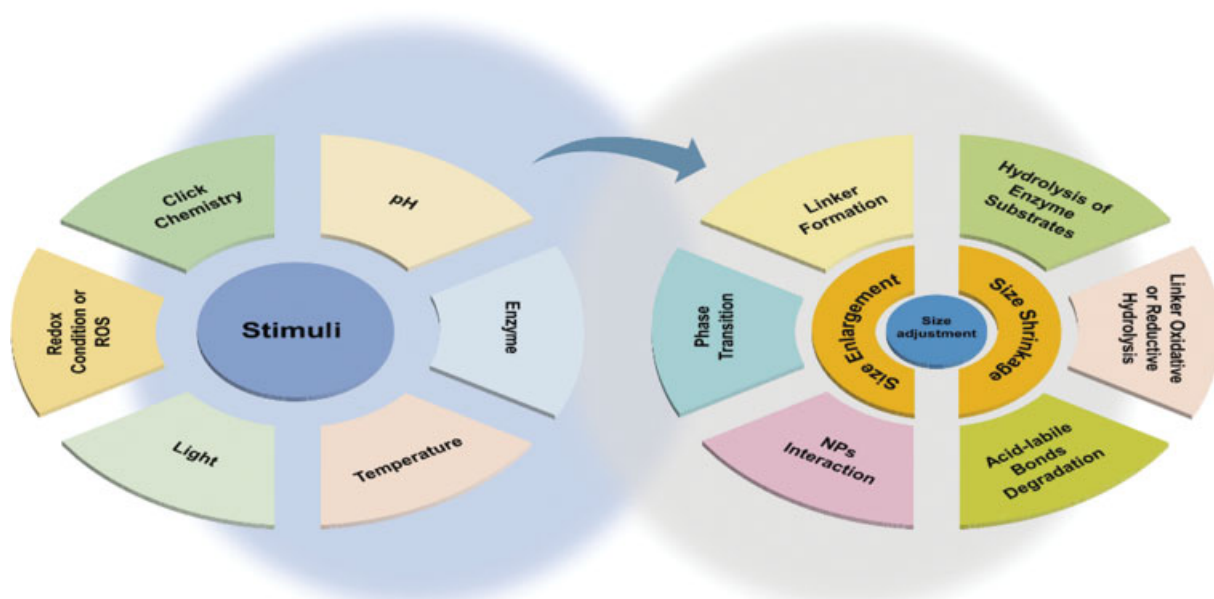 Click
Chemistry
pH
Redox
Condition or
ROS
Stimuli
Enzyme
Light
Temperature
Linker
Formation
Hydrolysis of
Enzyme
Substrates
Phase
Transition
Size Enlargement
Size
adjustment
Size Shrinkage
Linker Oxidative
or Reductive
Hydrolysis
NPs
Interaction
Acid-labile
Bonds
Degradation